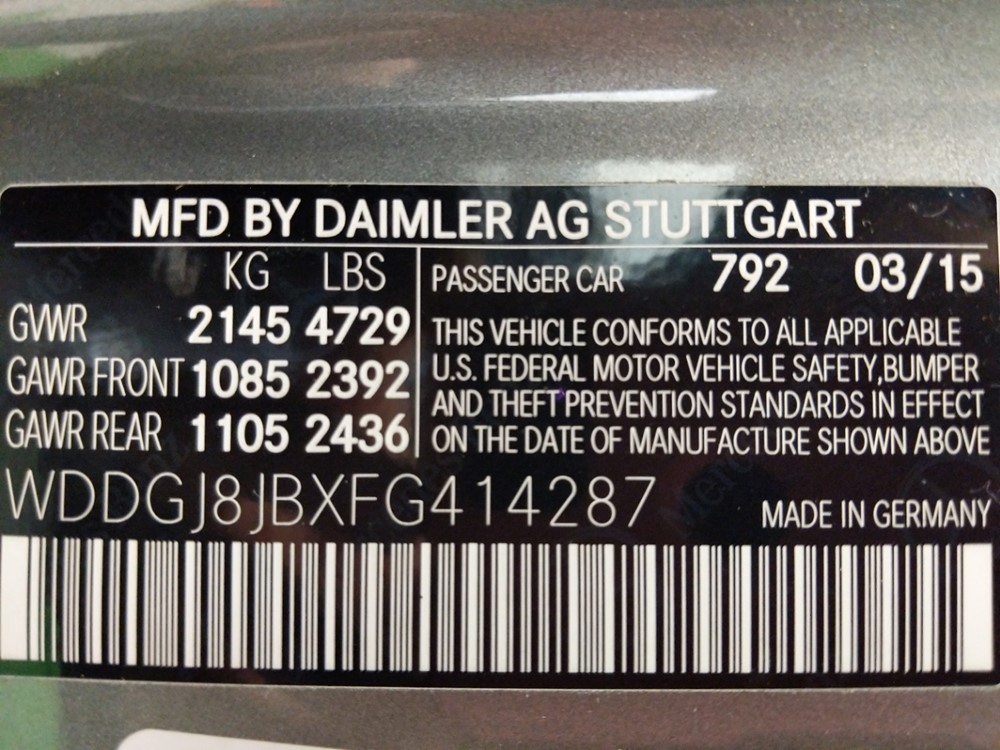 MFD BY DAIMLER AG STUTTGART
KG LBS
GVWR 2145 4729
GAWR FRONT 1085 2392
GAWR REAR 1105 2436
PASSENGER CAR 792 03/15
THIS VEHICLE CONFORMS TO ALL APPLICABLE
U.S. FEDERAL MOTOR VEHICLE SAFETY,BUMPER
AND THEFT PREVENTION STANDARDS IN EFFECT
ON THE DATE OF MANUFACTURE SHOWN ABOVE
WDDGJ8JBXFG414287
MADE IN GERMANY